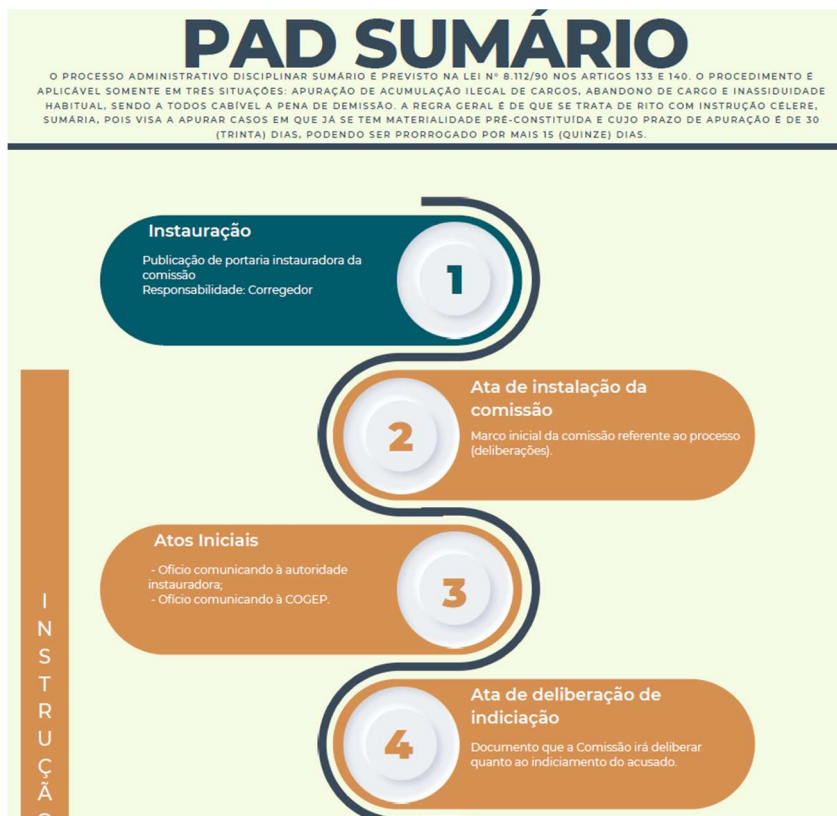 PAD SUMÁRIO
O PROCESSO ADMINISTRATIVO DISCIPLINAR SUMÁRIO É PREVISTO NA LEI Nº 8.112/90 NOS ARTIGOS 133 E 140. O PROCEDIMENTO É
APLICÁVEL SOMENTE EM TRÊS SITUAÇÕES: APURAÇÃO DE ACUMULAÇÃO ILEGAL DE CARGOS, ABANDONO DE CARGO E INASSIDUIDADE
HABITUAL, SENDO A TODOS CABÍVEL A PENA DE DEMISSÃO. A REGRA GERAL É DE QUE SE TRATA DE RITO COM INSTRUÇÃO CÉLERE,
SUMÁRIA, POIS VISA A APURAR CASOS EM QUE JÁ SE TEM MATERIALIDADE PRÉ-CONSTITUÍDA E CUJO PRAZO DE APURAÇÃO É DE 30
(TRINTA) DIAS, PODENDO SER PRORROGADO POR MAIS 15 (QUINZE) DIAS.
Instauração
Publicação de portaria instauradora da
comissão
Responsabilidade: Corregedor
1
2
Ata de instalação da
comissão
Marco inicial da comissão referente ao processo
(deliberações).
Atos Iniciais
- Ofício comunicando à autoridade
instauradora;
- Ofício comunicando à COGEP.
3
4
Ata de deliberação de
indiciação
Documento que a Comissão irá deliberar
quanto ao indiciamento do acusado.
I
N
S
T
R
U
Ç
Ã